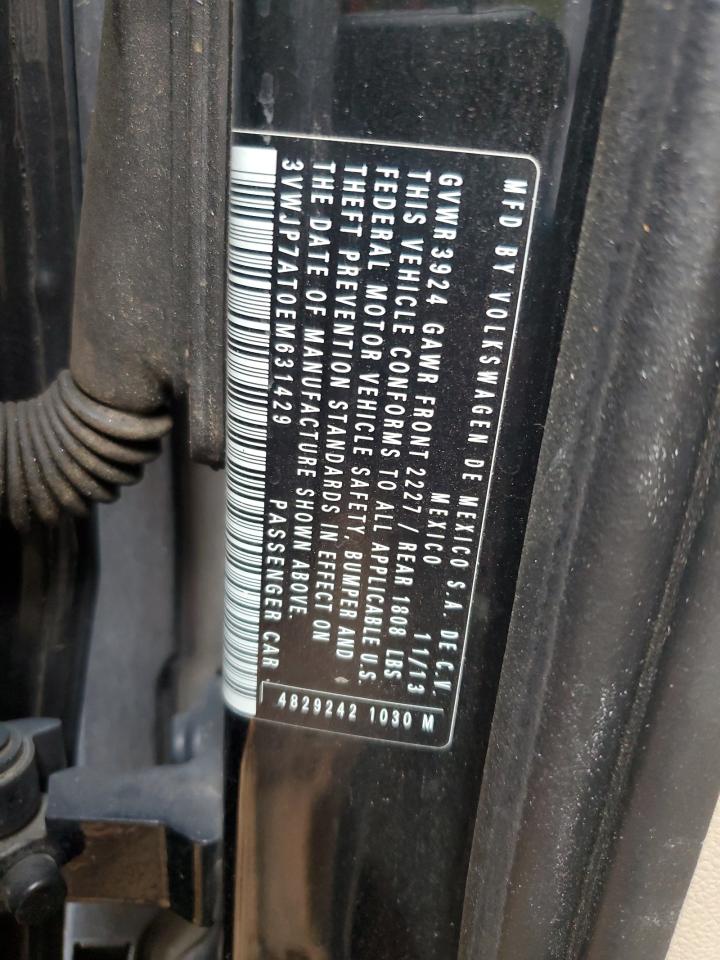 MFD BY VOLKSWAGEN DE MEXICO S.A. DE C.V.
MEXICO 11/13
GVWR 3924 GAWR FRONT 2227 / REAR 1808 LBS
THIS VEHICLE CONFORMS TO ALL APPLICABLE U.S.
FEDERAL MOTOR VEHICLE SAFETY, BUMPER AND
THEFT PREVENTION STANDARDS IN EFFECT ON
THE DATE OF MANUFACTURE SHOWN ABOVE.
3VWJP7AT0EM631429 PASSENGER CAR
4829242 1030 M